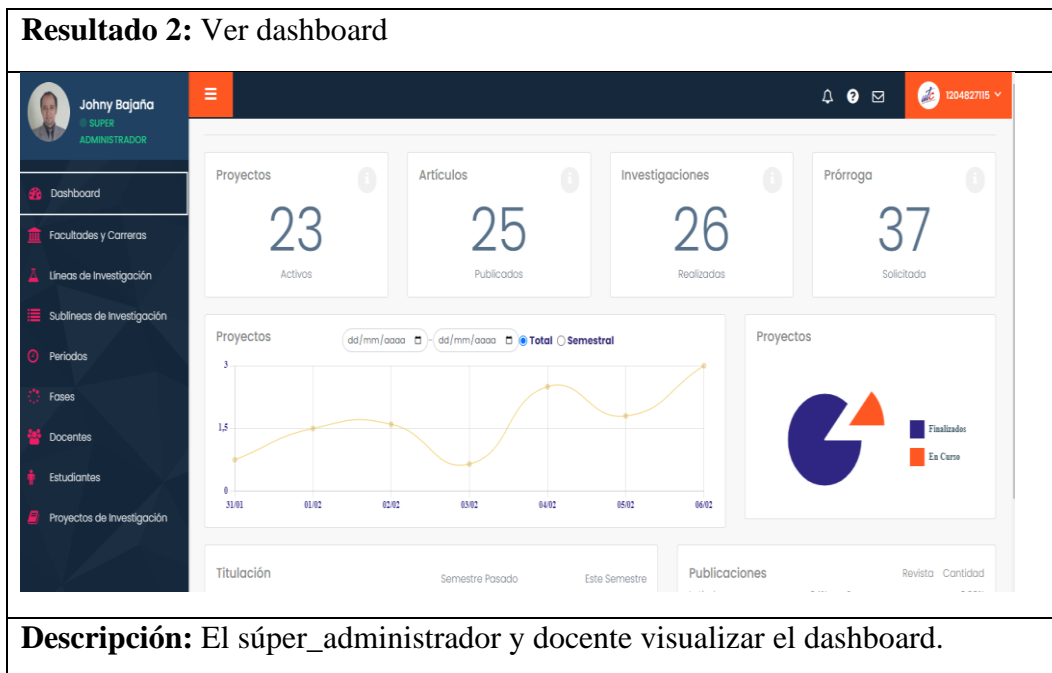 Resultado 2: Ver dashboard
Johny Bajaña
SUPER
ADMINISTRADOR
1204827115
Dashboard
Facultades y Carreras
Líneas de Investigación
Sublíneas de Investigación
Periodos
Fases
Docentes
Estudiantes
Proyectos de Investigación
Proyectos
23
Activos
Artículos
25
Publicados
Investigaciones
26
Realizadas
Prórroga
37
Solicitada
Proyectos
dd/mm/aaaa - dd/mm/aaaa Total Semestral
3
1,5
0
31/01 01/02 02/02 03/02 04/02 05/02 06/02
Proyectos
Finalizados
En Curso
Titulación Semestre Pasado Este Semestre
Publicaciones Revista Cantidad
Descripción: El súper_administrador y docente visualizar el dashboard.